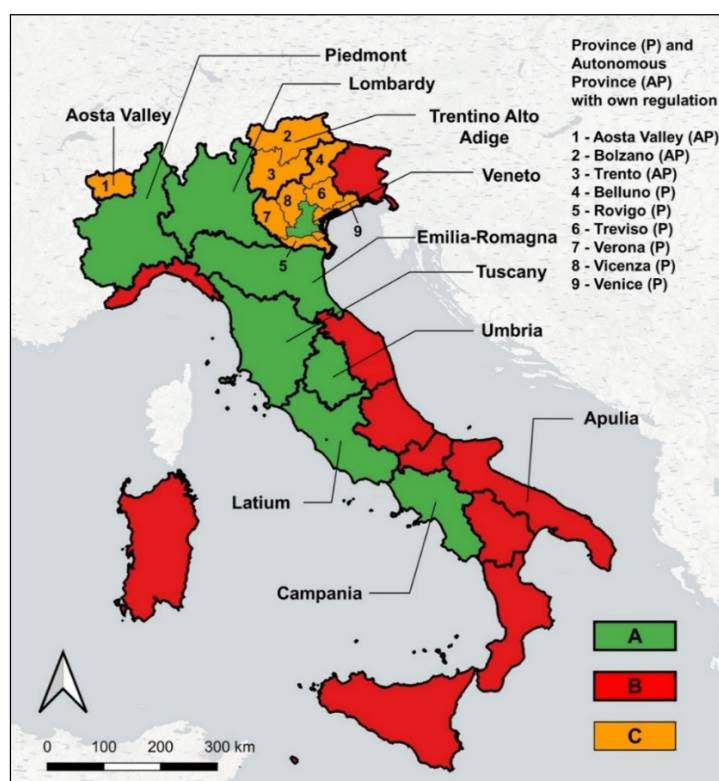 Piedmont
Lombardy
Aosta Valley
Trentino Alto
Adige
Veneto
Emilia-Romagna
Tuscany
Umbria
Apulia
Latium
Campania
Province (P) and
Autonomous
Province (AP)
with own regulation
1 - Aosta Valley (AP)
2 - Bolzano (AP)
3 - Trento (AP)
4 - Belluno (P)
5 - Rovigo (P)
6 - Treviso (P)
7 - Verona (P)
8 - Vicenza (P)
9 - Venice (P)
1
2
3
4
6
8
7
9
5
A
B
C
0 100 200 300 km